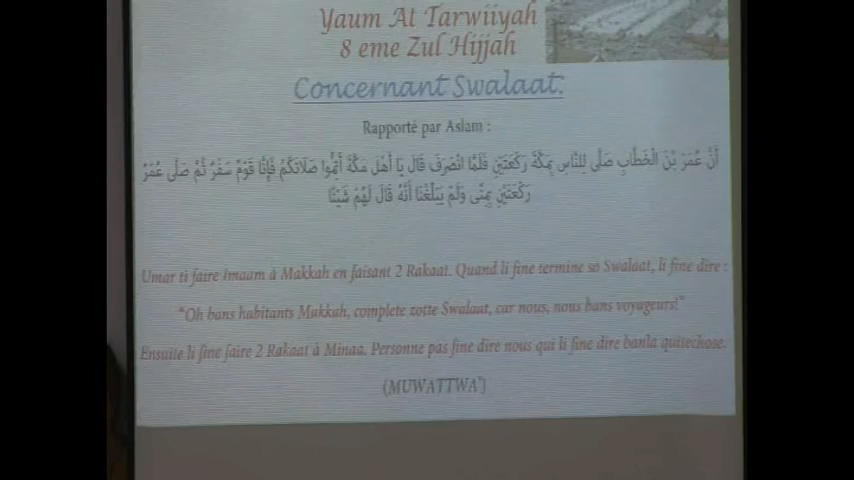 Yaum At Tarwiiyah
8 eme Zul Hijjah
Concernant Swalaat:
Rapporté par Aslam :
أَنَّ عُمَرَ بْنَ الْخَطَّابِ صَلَّى لِلنَّاسِ بِمَكَّةَ رَكْعَتَيْنِ فَلَمَّا انْصَرَفَ قَالَ يَا أَهْلَ مَكَّةَ أَتِمُّوا صَلَاتَكُمْ فَإِنَّا قَوْمٌ سَفْرٌ ثُمَّ صَلَّى عُمَرُ
رَكْعَتَيْنِ بِمِنًى وَلَمْ يَبْلُغْنَا أَنَّهُ قَالَ لَهُمْ شَيْئًا
Umar ti faire Imaam à Makkah en faisant 2 Rakaat. Quand li fine termine so Swalaat, li fine dire :
"Oh bans habitants Makkah, complete zotte Swalaat, car nous, nous bans voyageurs!"
Ensuite li fine faire 2 Rakaat à Minaa. Personne pas fine dire nous qui li fine dire banla quitechose.
(MUWATTWA')